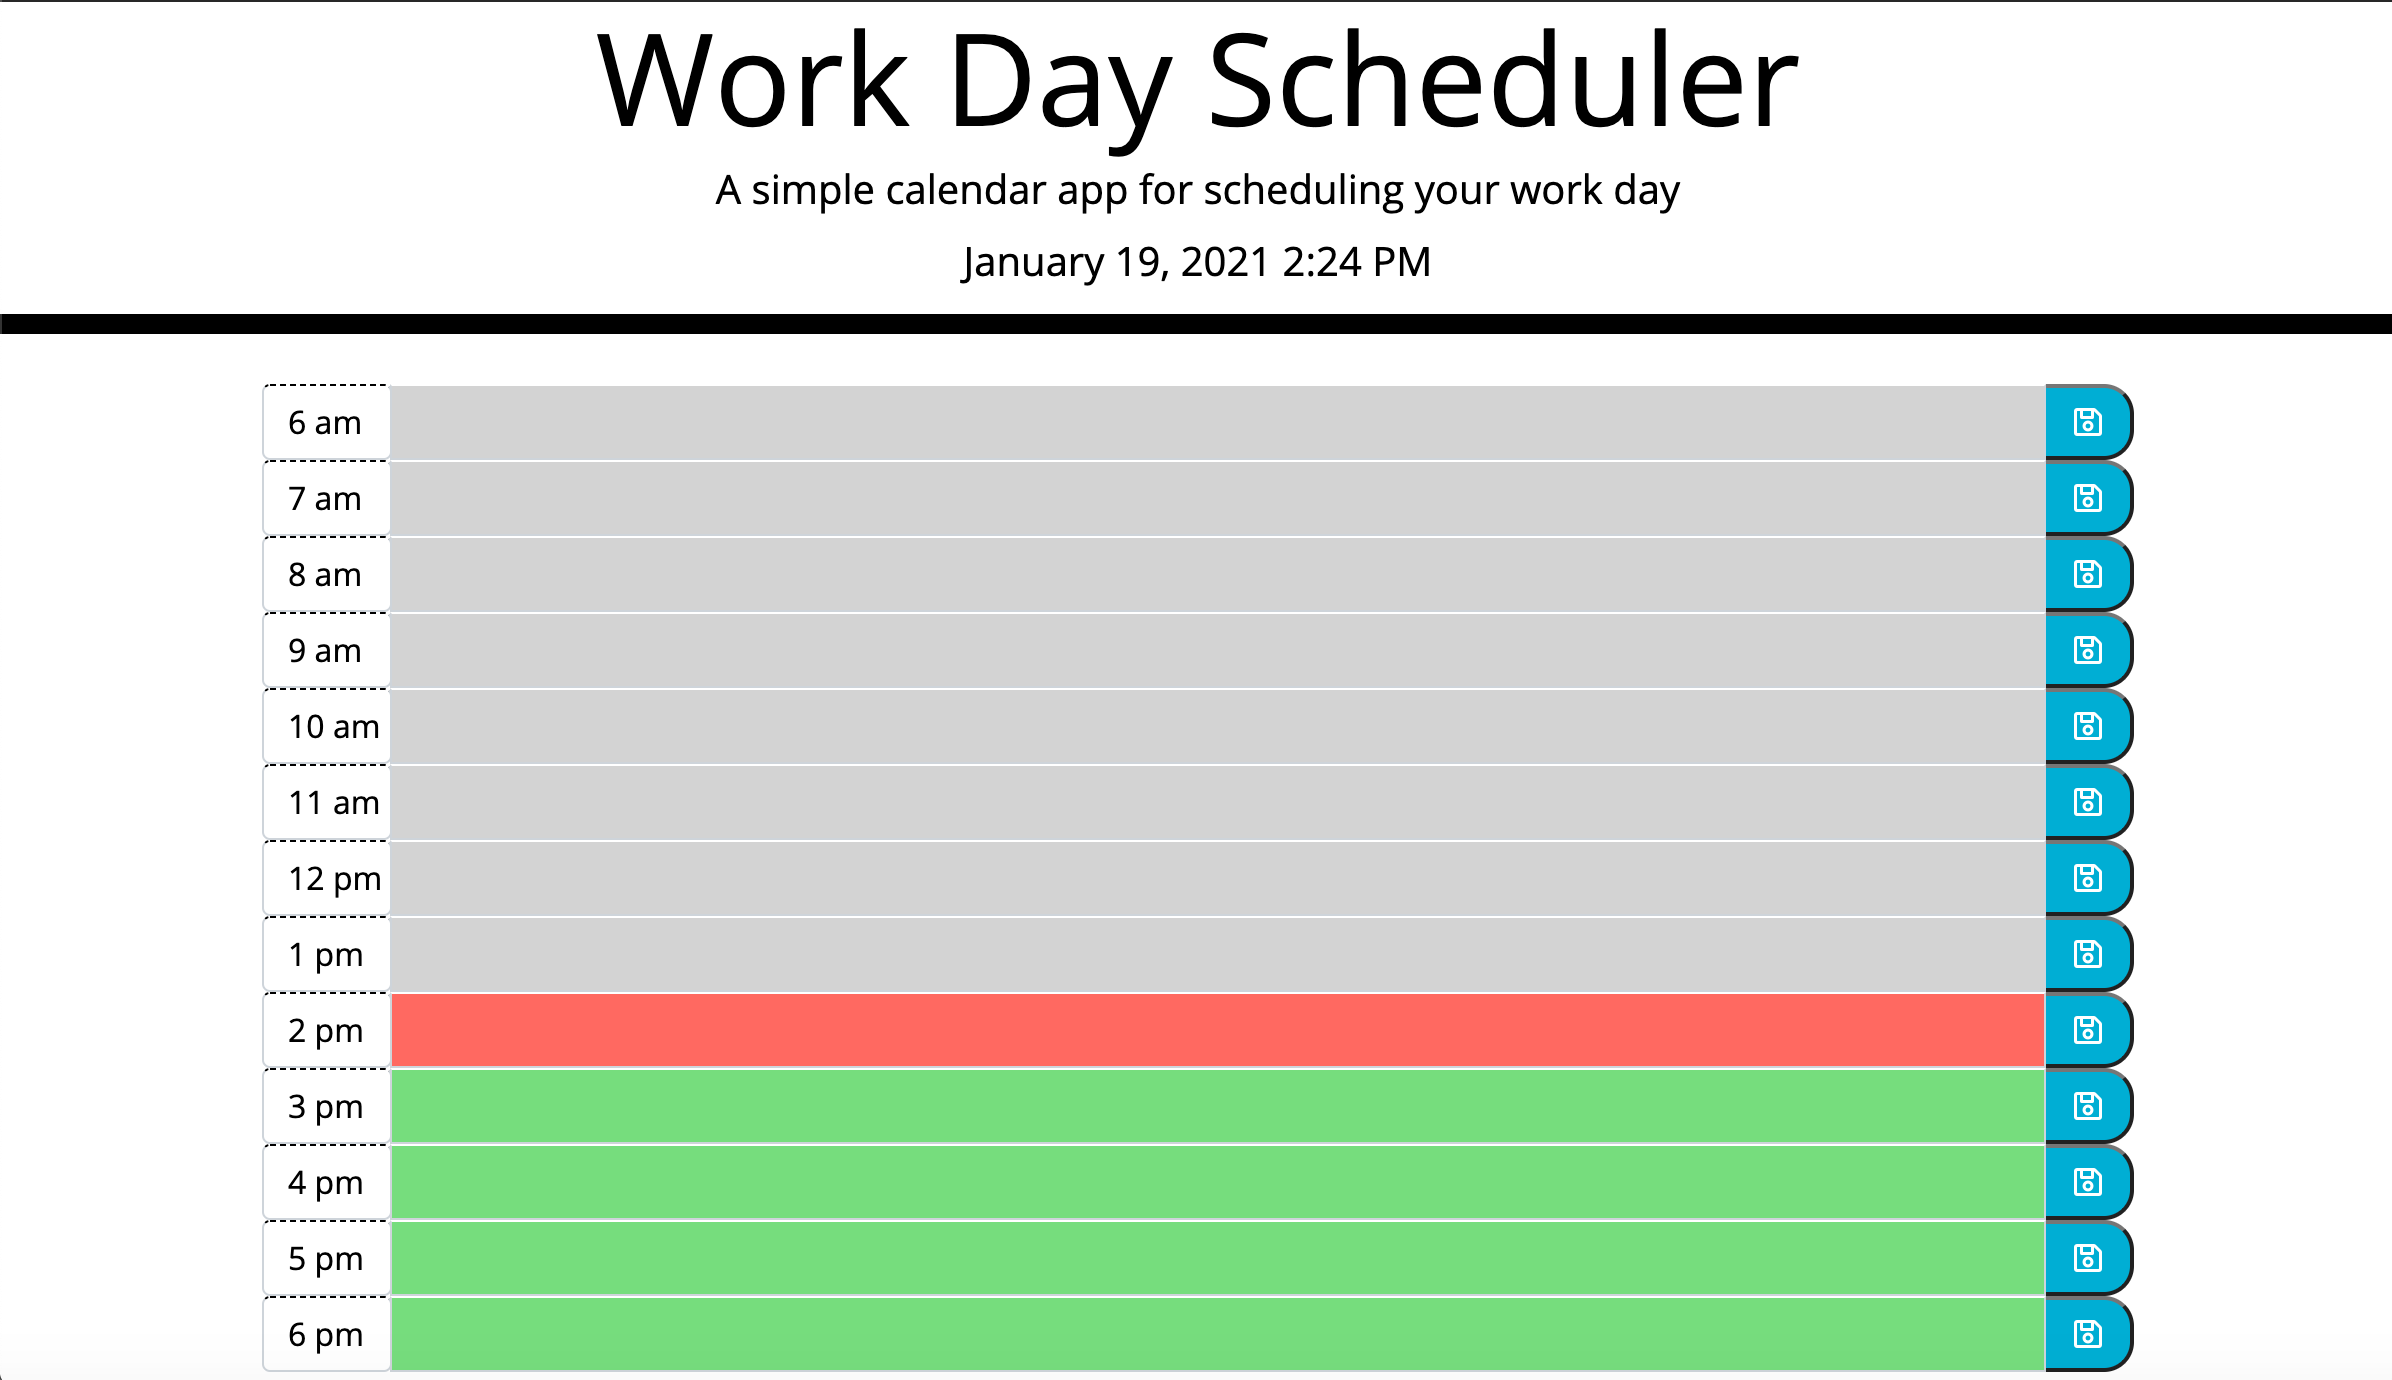 Work Day Scheduler
A simple calendar app for scheduling your work day
January 19, 2021 2:24 PM
6 am
7 am
8 am
9 am
10 am
11 am
12 pm
1 pm
2 pm
3 pm
4 pm
5 pm
6 pm